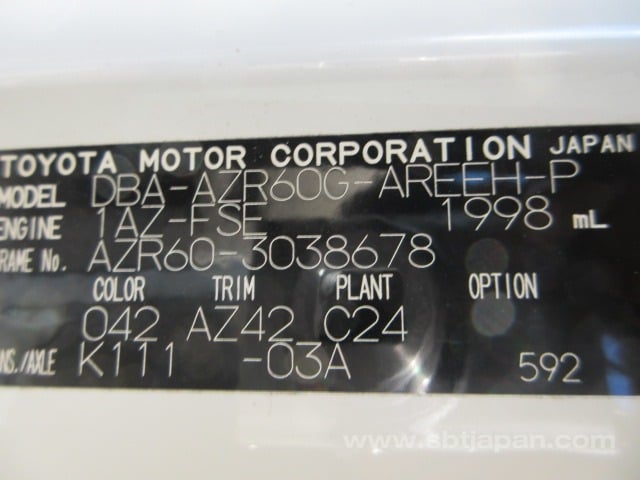 TOYOTA MOTOR CORPORATION JAPAN
MODEL DBA-AZR60G-AREEH-P
ENGINE 1AZ-FSE 1998 mL
RAME No. AZR60-3038678
COLOR TRIM PLANT OPTION
042 AZ42 C24
NS./AXLE K111 -03A 592
www.sbtjapan.com